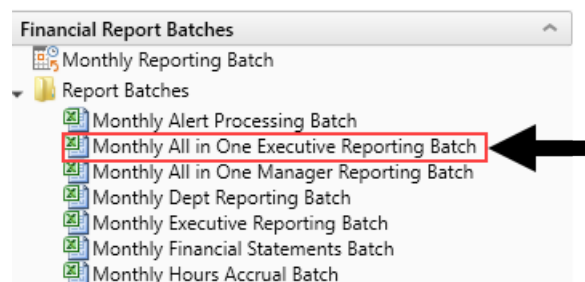 Financial Report Batches
Monthly Reporting Batch
Report Batches
Monthly Alert Processing Batch
Monthly All in One Executive Reporting Batch
Monthly All in One Manager Reporting Batch
Monthly Dept Reporting Batch
Monthly Executive Reporting Batch
Monthly Financial Statements Batch
Monthly Hours Accrual Batch